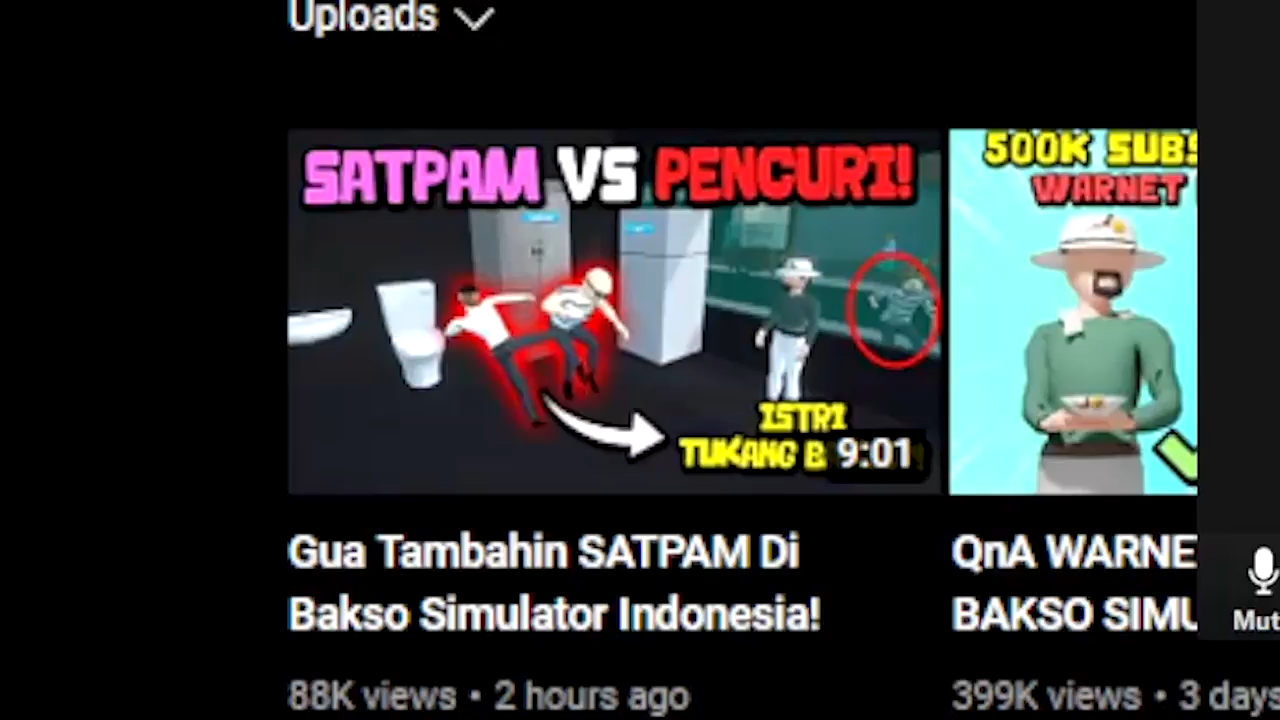 Uploads
SATPAM VS PENCURI!
ISTRI
TUKANG
9:01
Gua Tambahin SATPAM Di
Bakso Simulator Indonesia!
88K views • 2 hours ago
500K SUBS
WARNET
QnA WARNE
BAKSO SIMU
399K views • 3 days
Mut